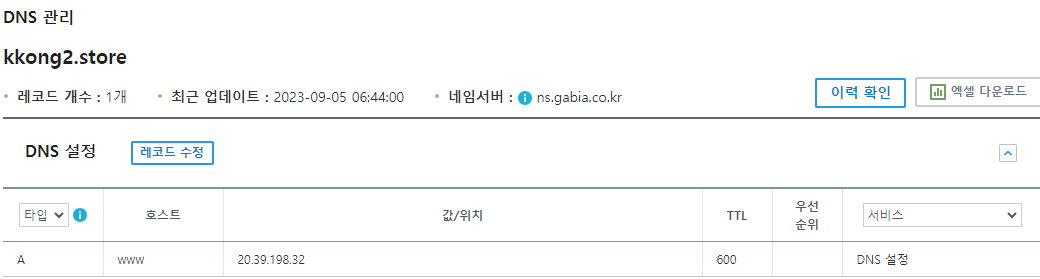 DNS 관리
kkong2.store
• 레코드 개수 : 1개 • 최근 업데이트 : 2023-09-05 06:44:00 • 네임서버 : ns.gabia.co.kr 이력 확인 엑셀 다운로드
DNS 설정 레코드 수정
타입 호스트 값/위치 TTL 우선 순위 서비스
A www 20.39.198.32 600 DNS 설정